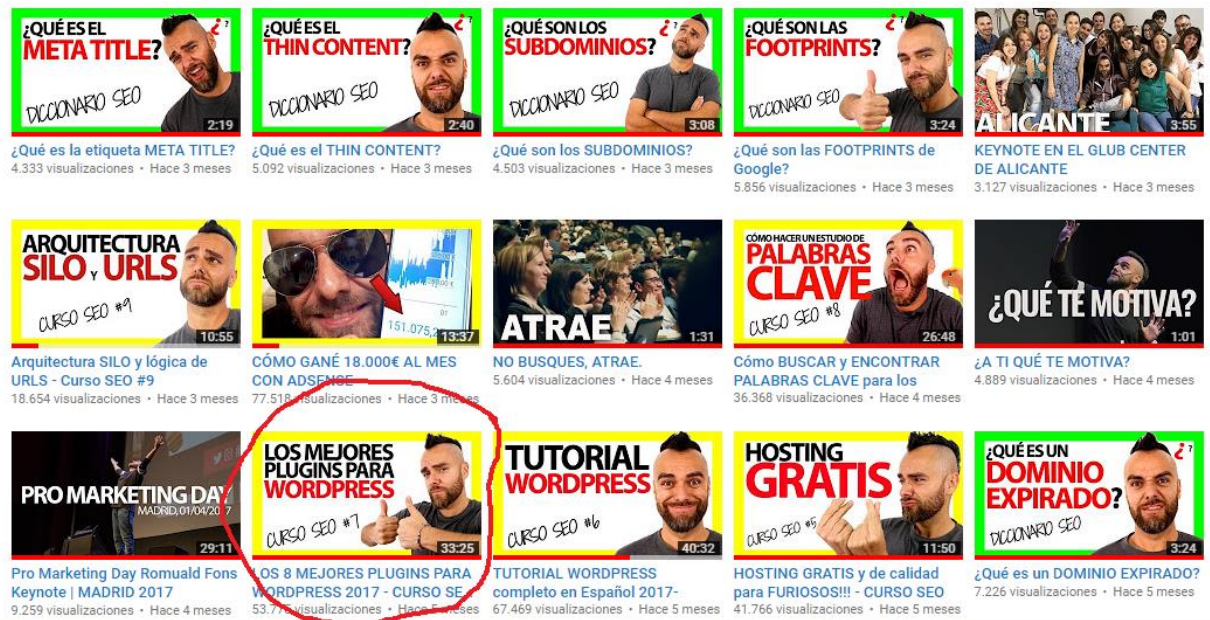 ¿QUÉ ES EL
META TITLE?
¿?
DICCIONARIO SEO
2:19
¿Qué es la etiqueta META TITLE?
4.333 visualizaciones • Hace 3 meses
¿QUÉ ES EL
THIN CONTENT?
¿?
DICCIONARIO SEO
2:40
¿Qué es el THIN CONTENT?
5.092 visualizaciones • Hace 3 meses
¿QUÉ SON LOS
SUBDOMINIOS?
¿?
DICCIONARIO SEO
3:08
¿Qué son los SUBDOMINIOS?
4.503 visualizaciones • Hace 3 meses
¿QUÉ SON LAS
FOOTPRINTS?
¿?
DICCIONARIO SEO
3:24
¿Qué son las FOOTPRINTS de
Google?
5.856 visualizaciones • Hace 3 meses
ALICANTE
3:55
KEYNOTE EN EL GLUB CENTER
DE ALICANTE
3.127 visualizaciones • Hace 3 meses
ARQUITECTURA
SILO Y URLS
CURSO SEO #9
10:55
Arquitectura SILO y lógica de
URLS - Curso SEO #9
18.654 visualizaciones • Hace 3 meses
151.075,2
13:37
CÓMO GANÉ 18.000€ AL MES
CON ADSENSE
77.518 visualizaciones • Hace 3 meses
ATRAE
1:31
NO BUSQUES, ATRAE.
5.604 visualizaciones • Hace 4 meses
CÓMO HACER UN ESTUDIO DE
PALABRAS
CLAVE
CURSO SEO #8
26:48
Cómo BUSCAR y ENCONTRAR
PALABRAS CLAVE para los
36.368 visualizaciones • Hace 4 meses
¿QUÉ TE MOTIVA?
1:01
¿A TI QUÉ TE MOTIVA?
4.889 visualizaciones • Hace 4 meses
PRO MARKETING DAY
MADRID, 01/04/2017
29:11
Pro Marketing Day Romuald Fons
Keynote | MADRID 2017
9.259 visualizaciones • Hace 4 meses
LOS MEJORES
PLUGINS PARA
WORDPRESS
CURSO SEO #7
33:25
LOS 8 MEJORES PLUGINS PARA
WORDPRESS 2017 - CURSO SE
visualizaciones • Hace 5 meses
TUTORIAL
WORDPRESS
CURSO SEO #6
40:32
TUTORIAL WORDPRESS
completo en Español 2017-
67.469 visualizaciones • Hace 5 meses
HOSTING
GRATIS
CURSO SEO #5
11:50
HOSTING GRATIS y de calidad
para FURIOSOS!!! - CURSO SEO
41.766 visualizaciones • Hace 5 meses
¿QUÉ ES UN
DOMINIO
EXPIRADO?
¿?
DICCIONARIO SEO
3:24
¿Qué es un DOMINIO EXPIRADO?
7.226 visualizaciones • Hace 5 meses